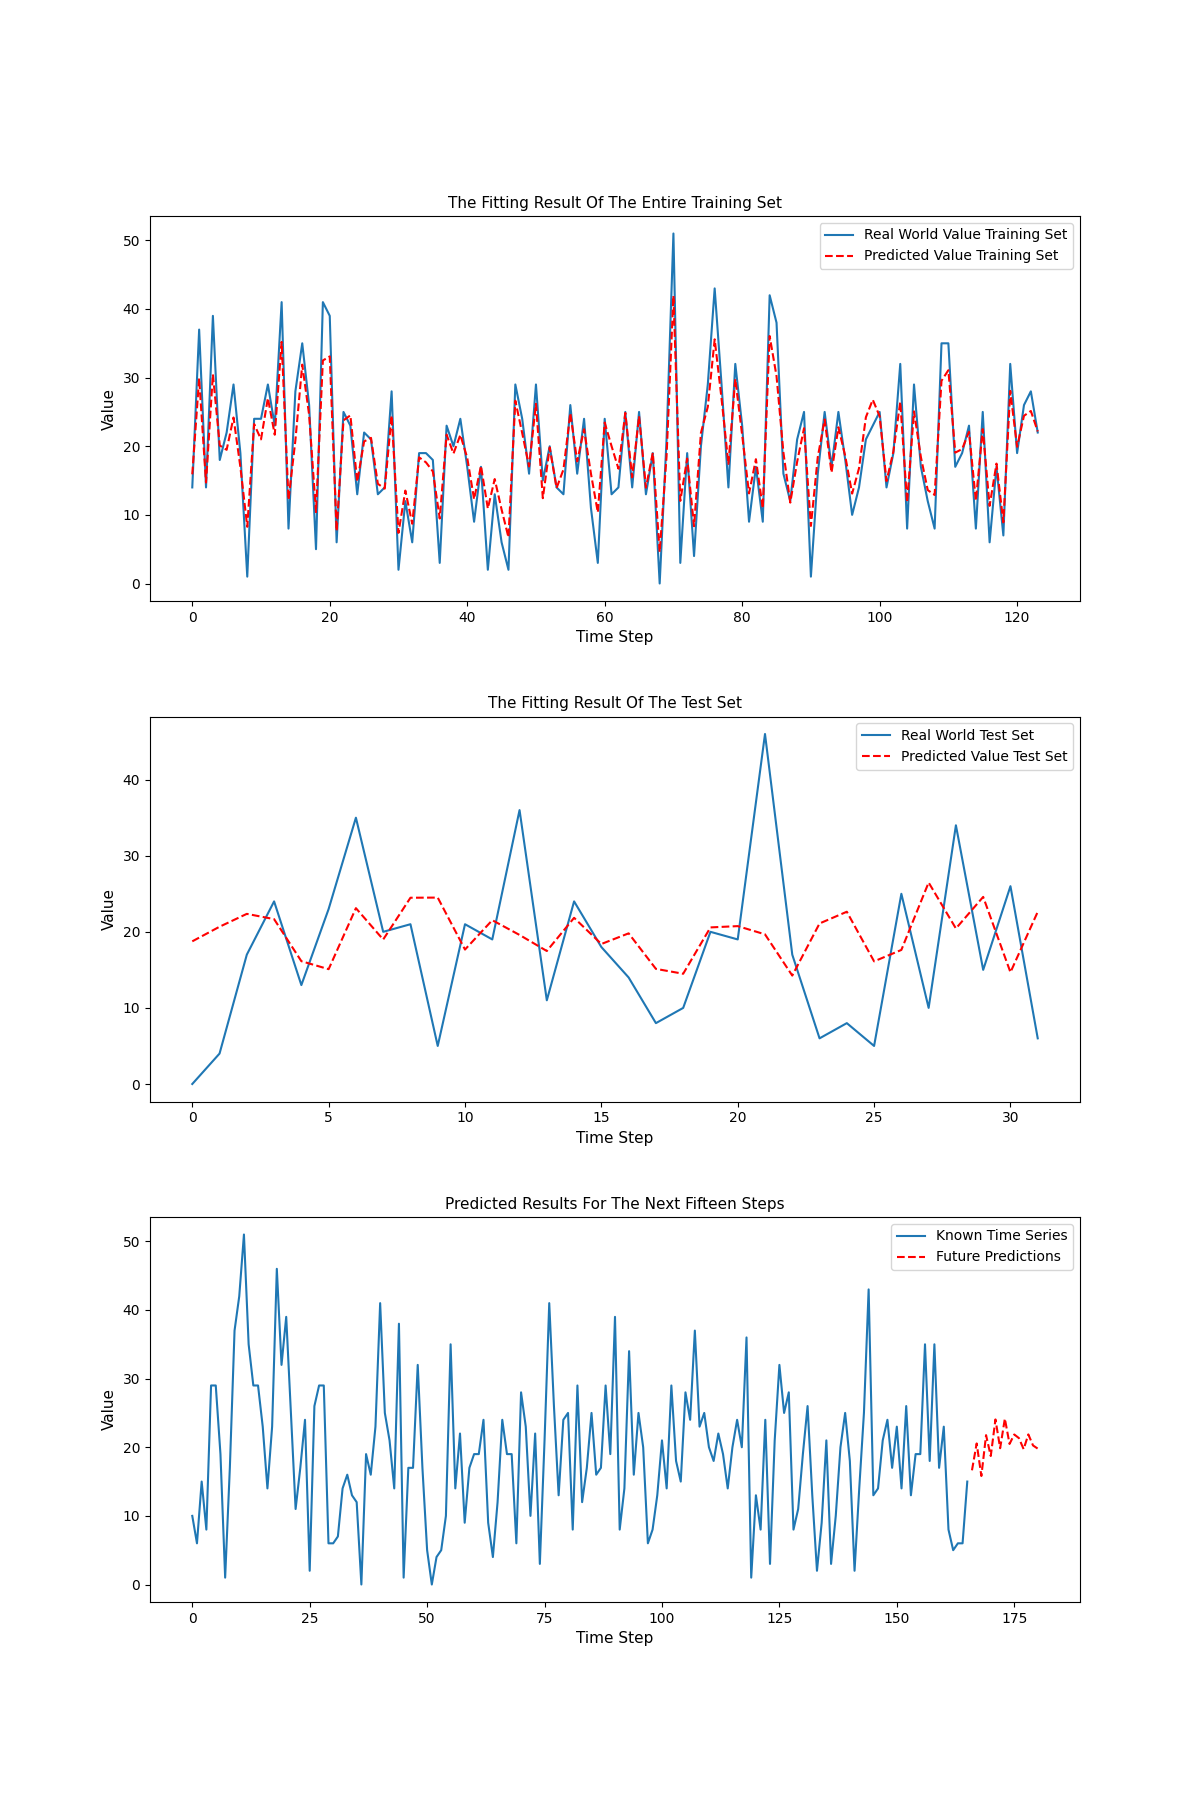 The Fitting Result Of The Entire Training Set
Real World Value Training Set
Predicted Value Training Set
Value
50
40
30
20
10
0
0 20 40 60 80 100 120
Time Step
The Fitting Result Of The Test Set
Real World Test Set
Predicted Value Test Set
Value
40
30
20
10
0
0 5 10 15 20 25 30
Time Step
Predicted Results For The Next Fifteen Steps
Known Time Series
Future Predictions
Value
50
40
30
20
10
0
0 25 50 75 100 125 150 175
Time Step